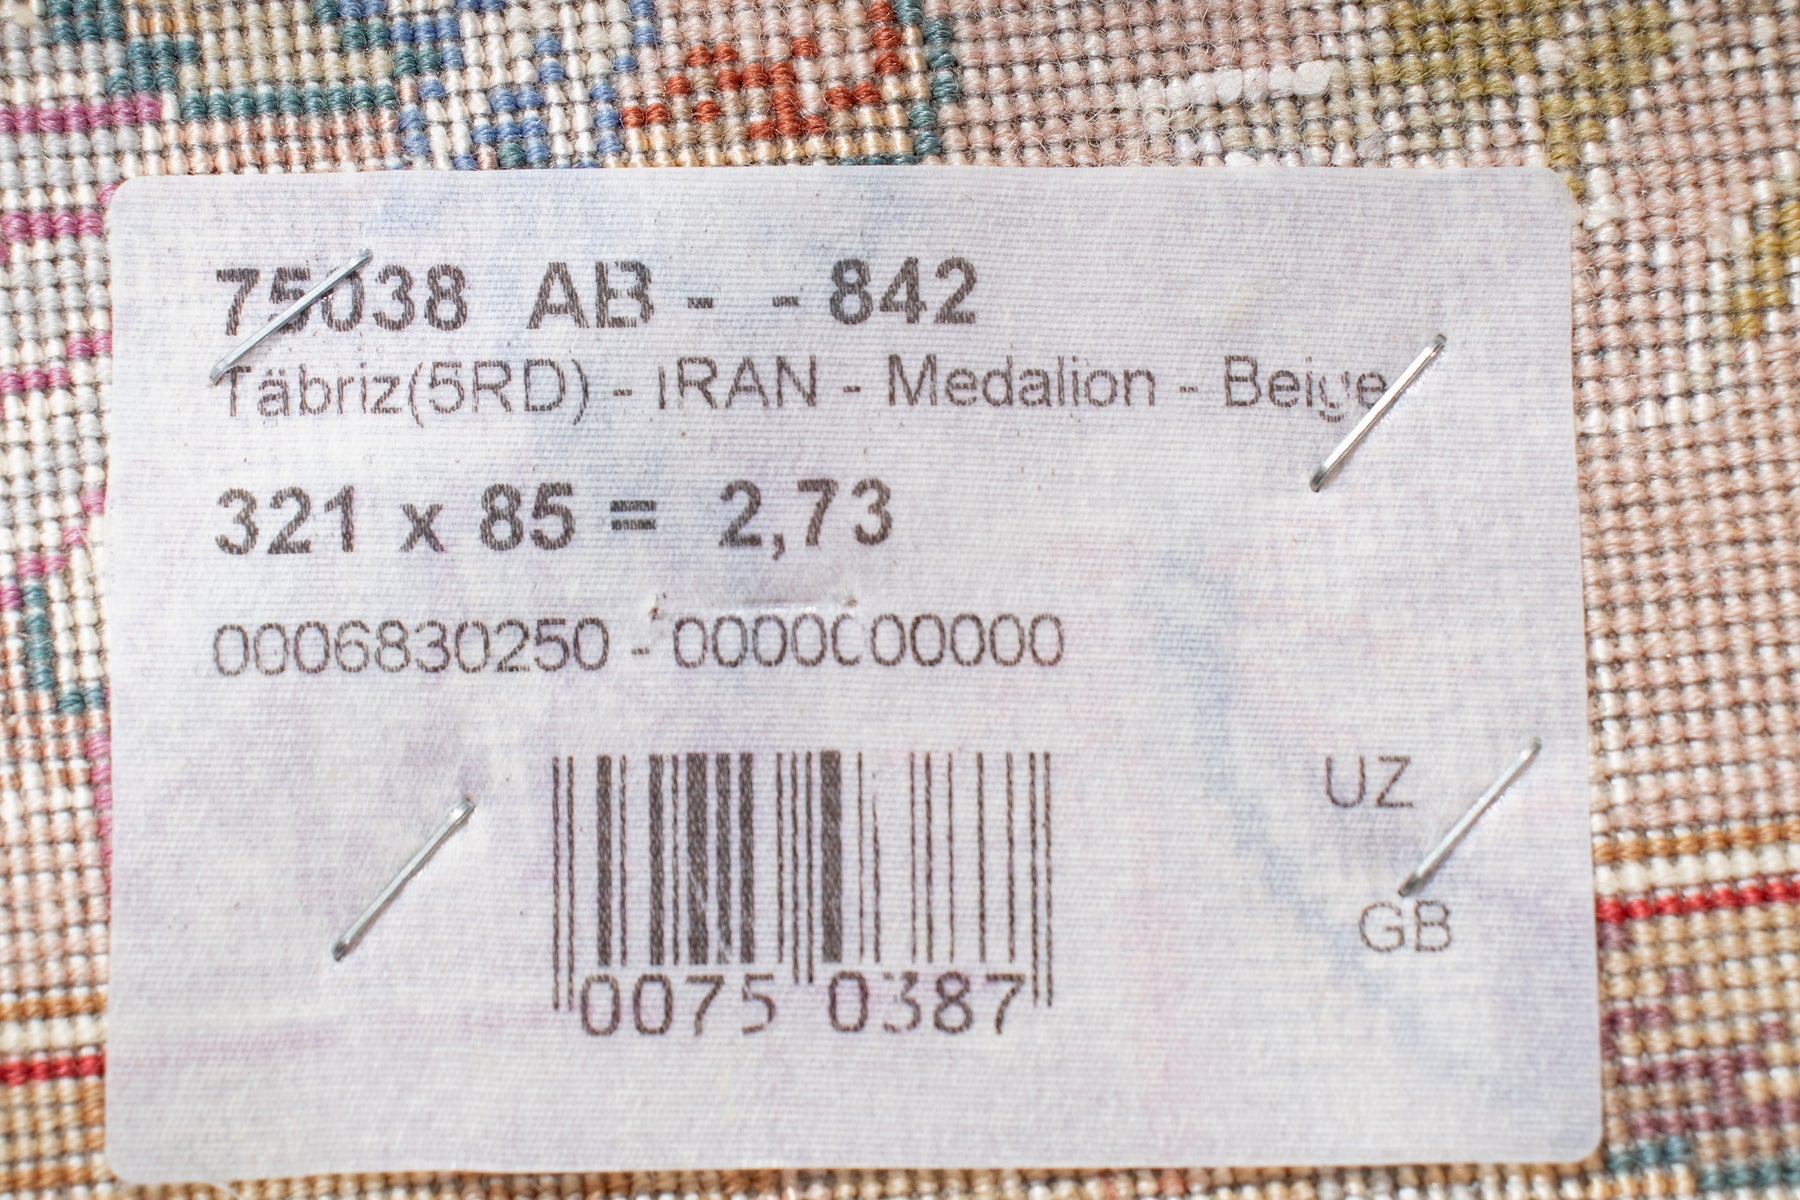 75038 AB - - 842
Täbriz(5RD) - IRAN - Medalion - Beige
321 x 85 = 2,73
0006830250 - 0000000000
UZ
GB
0075 0387